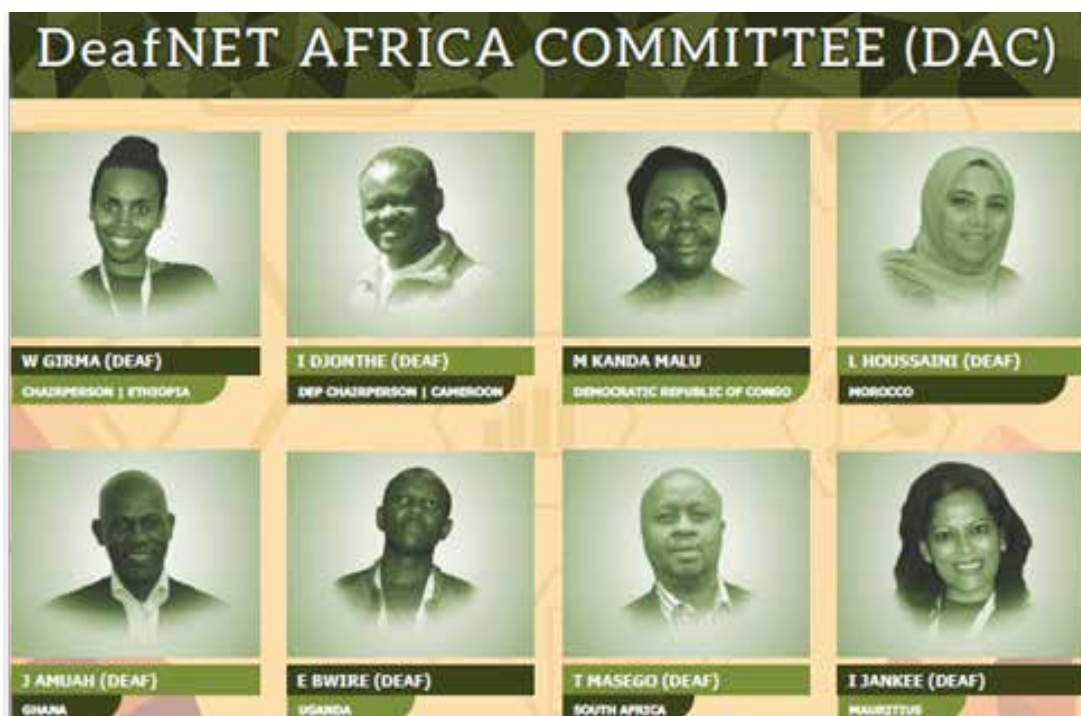 DeafNET AFRICA COMMITTEE (DAC)
W GIRMA (DEAF)
CHAIRPERSON | ETHIOPIA
I DJONTHE (DEAF)
DEP CHAIRPERSON | CAMEROON
M KANDA MALU
DEMOCRATIC REPUBLIC OF CONGO
L HOUSSAINI (DEAF)
MOROCCO
J AMUAH (DEAF)
GHANA
E BWIRE (DEAF)
UGANDA
T MASEGO (DEAF)
SOUTH AFRICA
I JANKEE (DEAF)
MAURITIUS